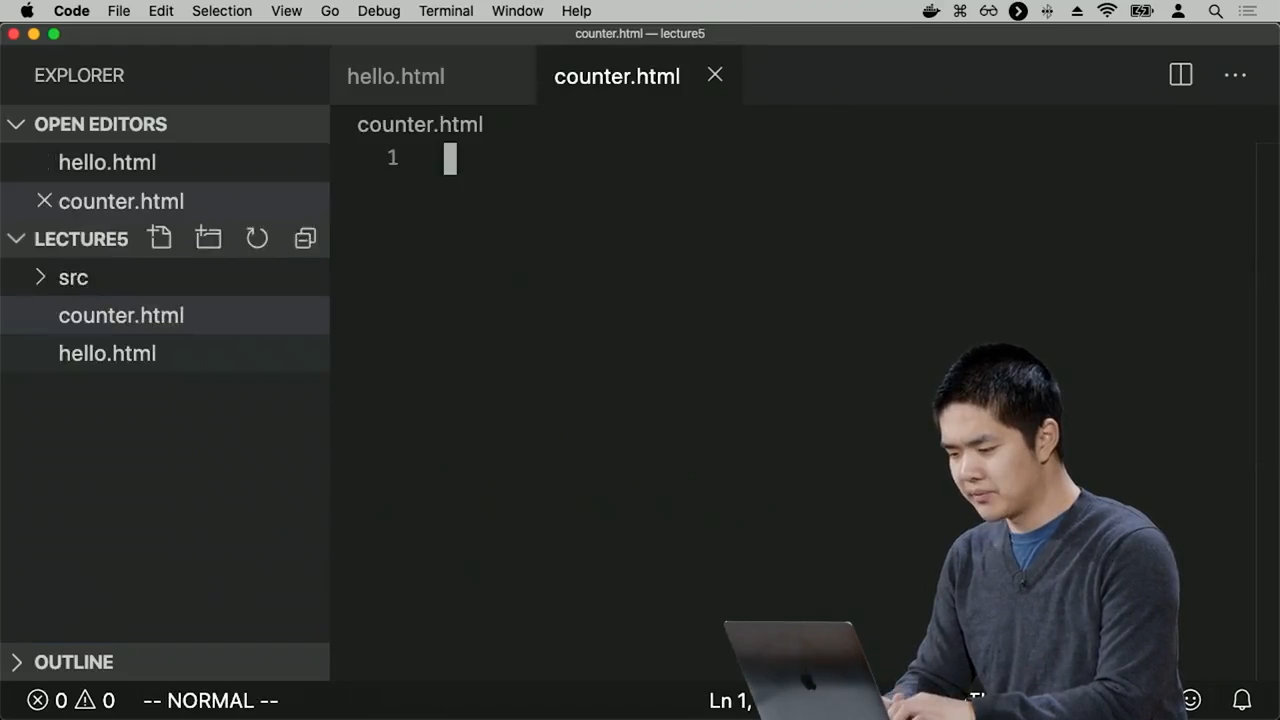 Code File Edit Selection View Go Debug Terminal Window Help
counter.html — lecture5
EXPLORER
hello.html
counter.html
OPEN EDITORS
counter.html
1
hello.html
counter.html
LECTURE5
src
counter.html
hello.html
OUTLINE
0 0 -- NORMAL -- Ln 1,